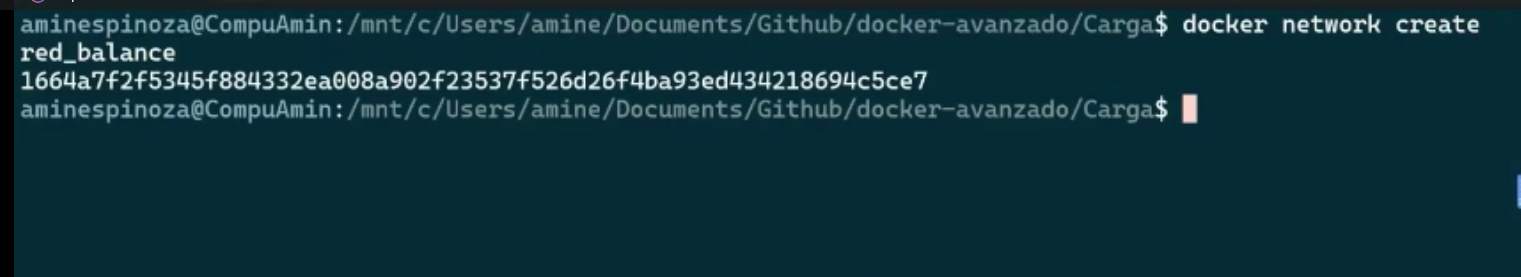 aminespinoza@CompuAmin:/mnt/c/Users/amine/Documents/Github/docker-avanzado/Carga$ docker network create
red_balance
1664a7f2f5345f884332ea008a902f23537f526d26f4ba93ed434218694c5ce7
aminespinoza@CompuAmin:/mnt/c/Users/amine/Documents/Github/docker-avanzado/Carga$